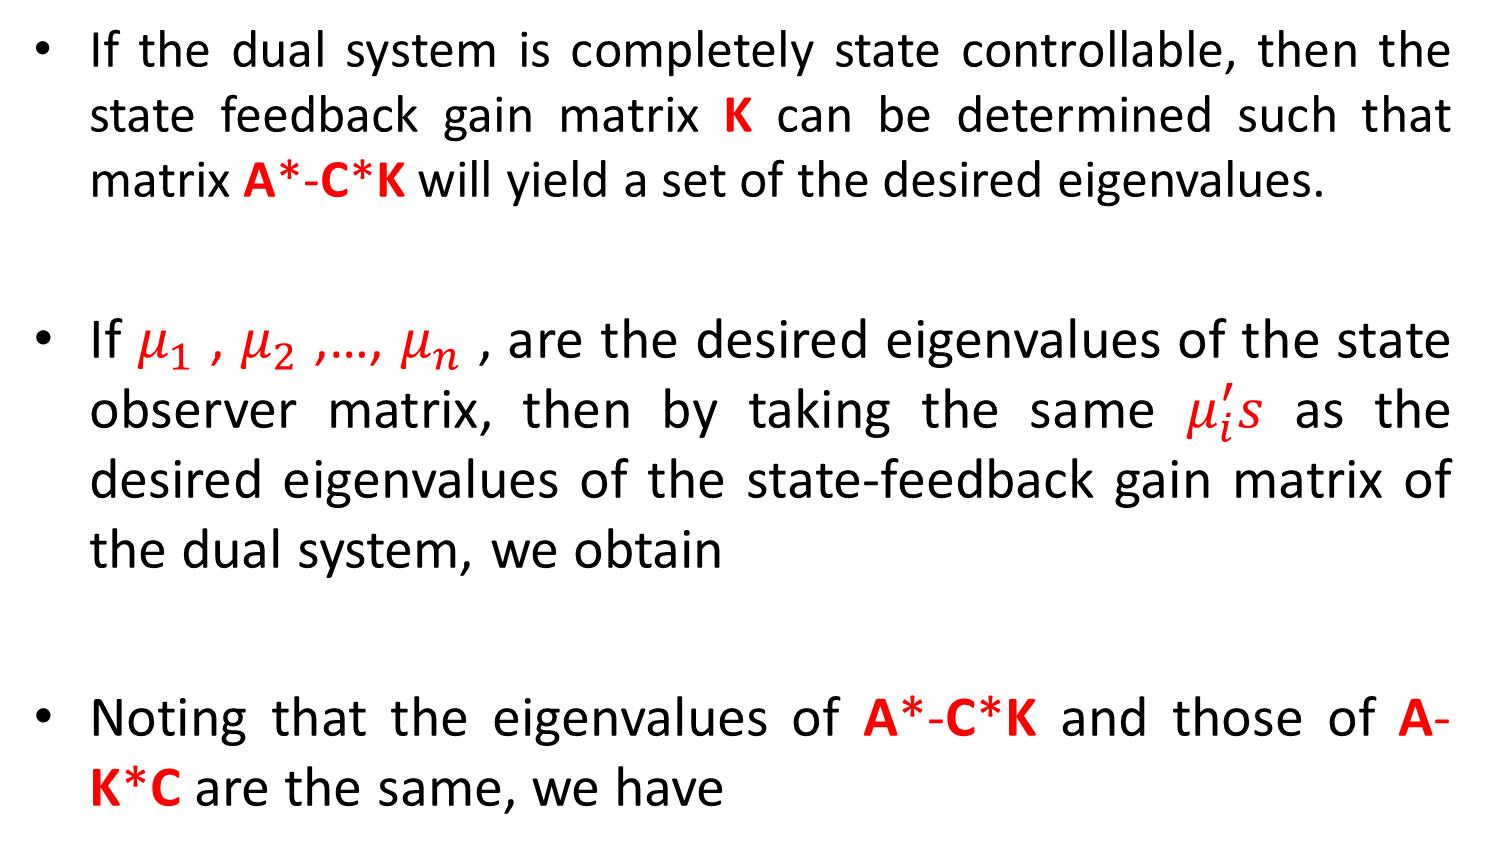 • If the dual system is completely state controllable, then the
state feedback gain matrix K can be determined such that
matrix A*-C*K will yield a set of the desired eigenvalues.
• If 𝜇₁ , 𝜇₂ ,…, 𝜇ₙ , are the desired eigenvalues of the state
observer matrix, then by taking the same 𝜇ᵢ′𝑠 as the
desired eigenvalues of the state-feedback gain matrix of
the dual system, we obtain
• Noting that the eigenvalues of A*-C*K and those of A-
K*C are the same, we have